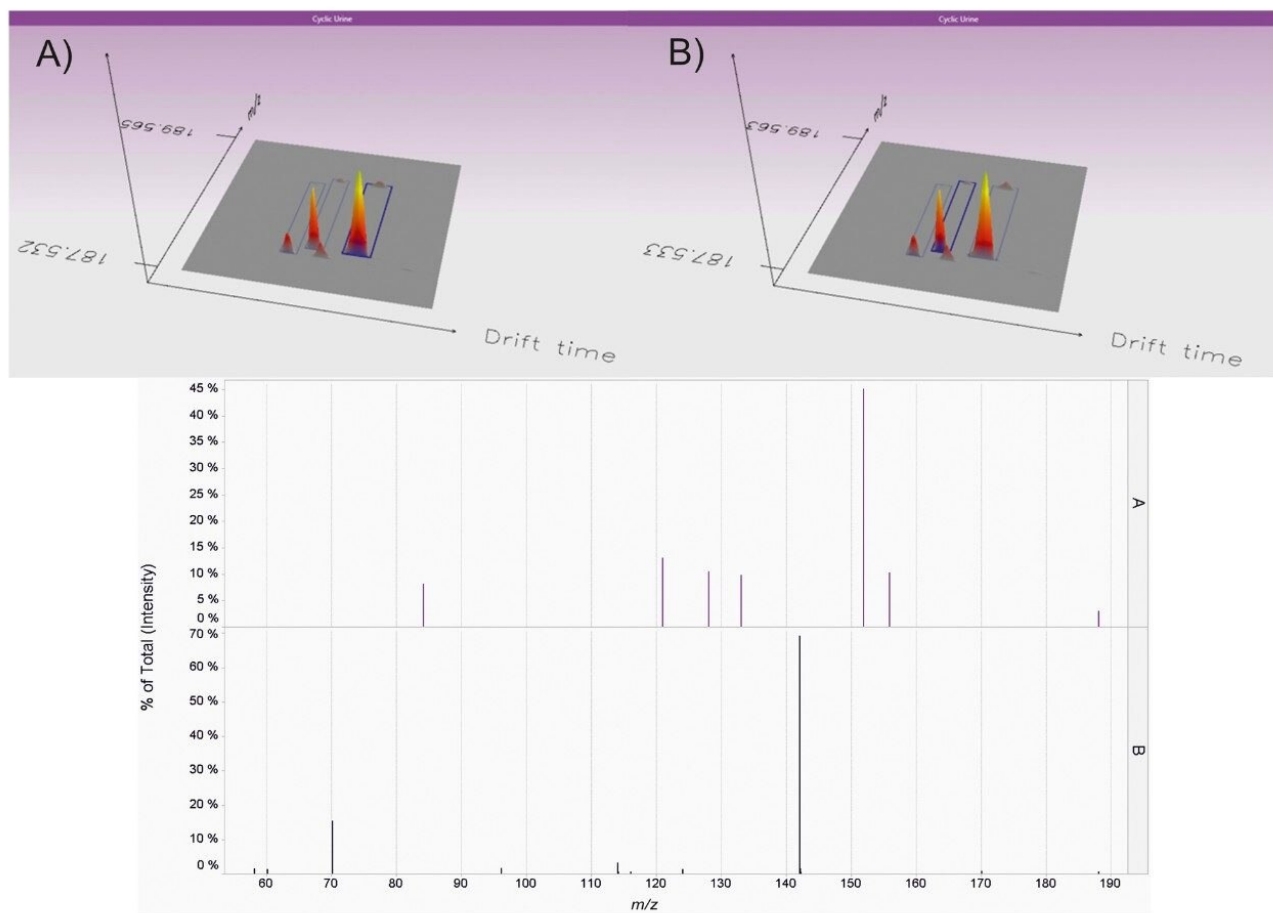 Cyclic Urine
Cyclic Urine
A)
B)
189.565
187.532
Drift time
189.563
187.533
Drift time
% of Total (Intensity)
45 %
40 %
35 %
30 %
25 %
20 %
15 %
10 %
5 %
0 %
A
70 %
60 %
50 %
40 %
30 %
20 %
10 %
0 %
B
60 70 80 90 100 110 120 130 140 150 160 170 180 190
m/z